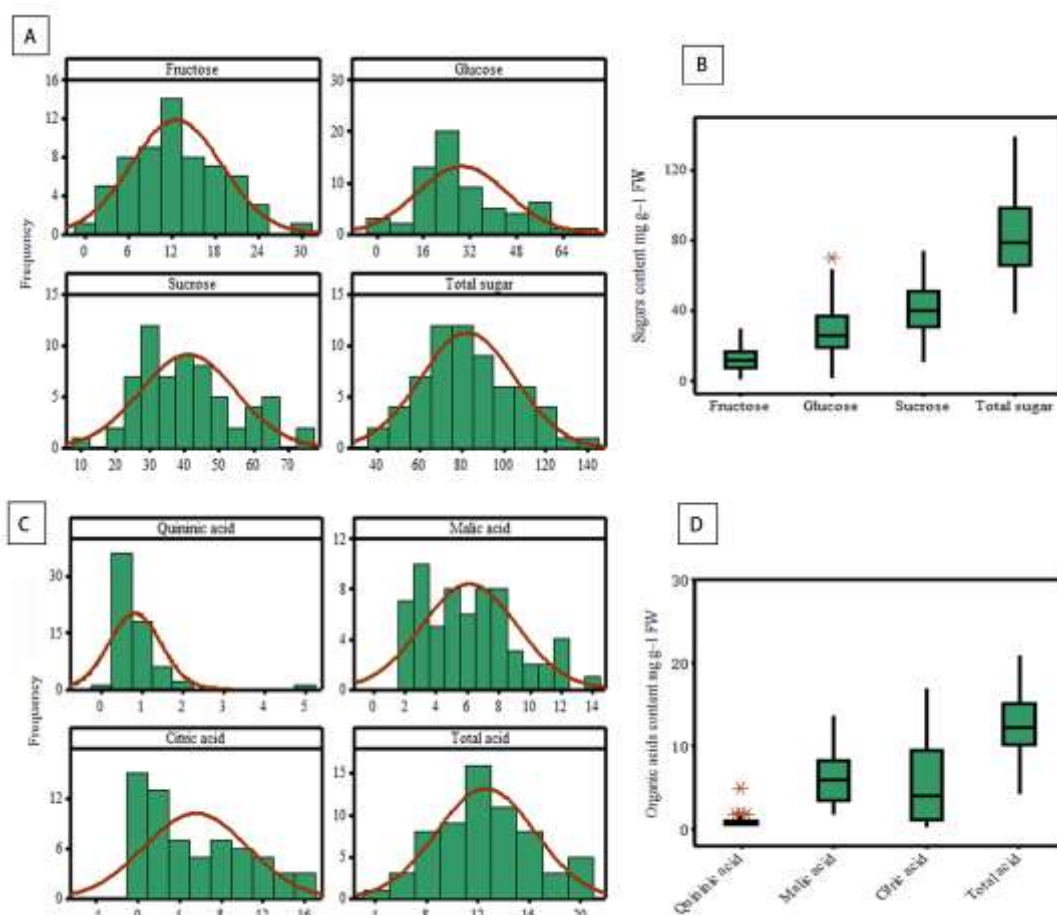 A
B
Fructose
Glucose
16
12
8
4
0
0 6 12 18 24 30
30
20
10
0
0 16 32 48 64
Sucrose
Total sugar
15
10
5
0
10 20 30 40 50 60 70
15
10
5
0
40 60 80 100 120 140
Frequency
Sugars content mg g-1 FW
120
80
40
0
Fructose Glucose Sucrose Total sugar
C
D
Quininic acid
Malic acid
30
15
0
0 1 2 3 4 5
12
8
4
0
0 2 4 6 8 10 12 14
Citric acid
Total acid
12
6
0
-4 0 4 8 12 16
15
10
5
0
4 8 12 16 20
Frequency
Organic acids content mg g-1 FW
30
20
10
0
Quininic acid Malic acid Citric acid Total acid